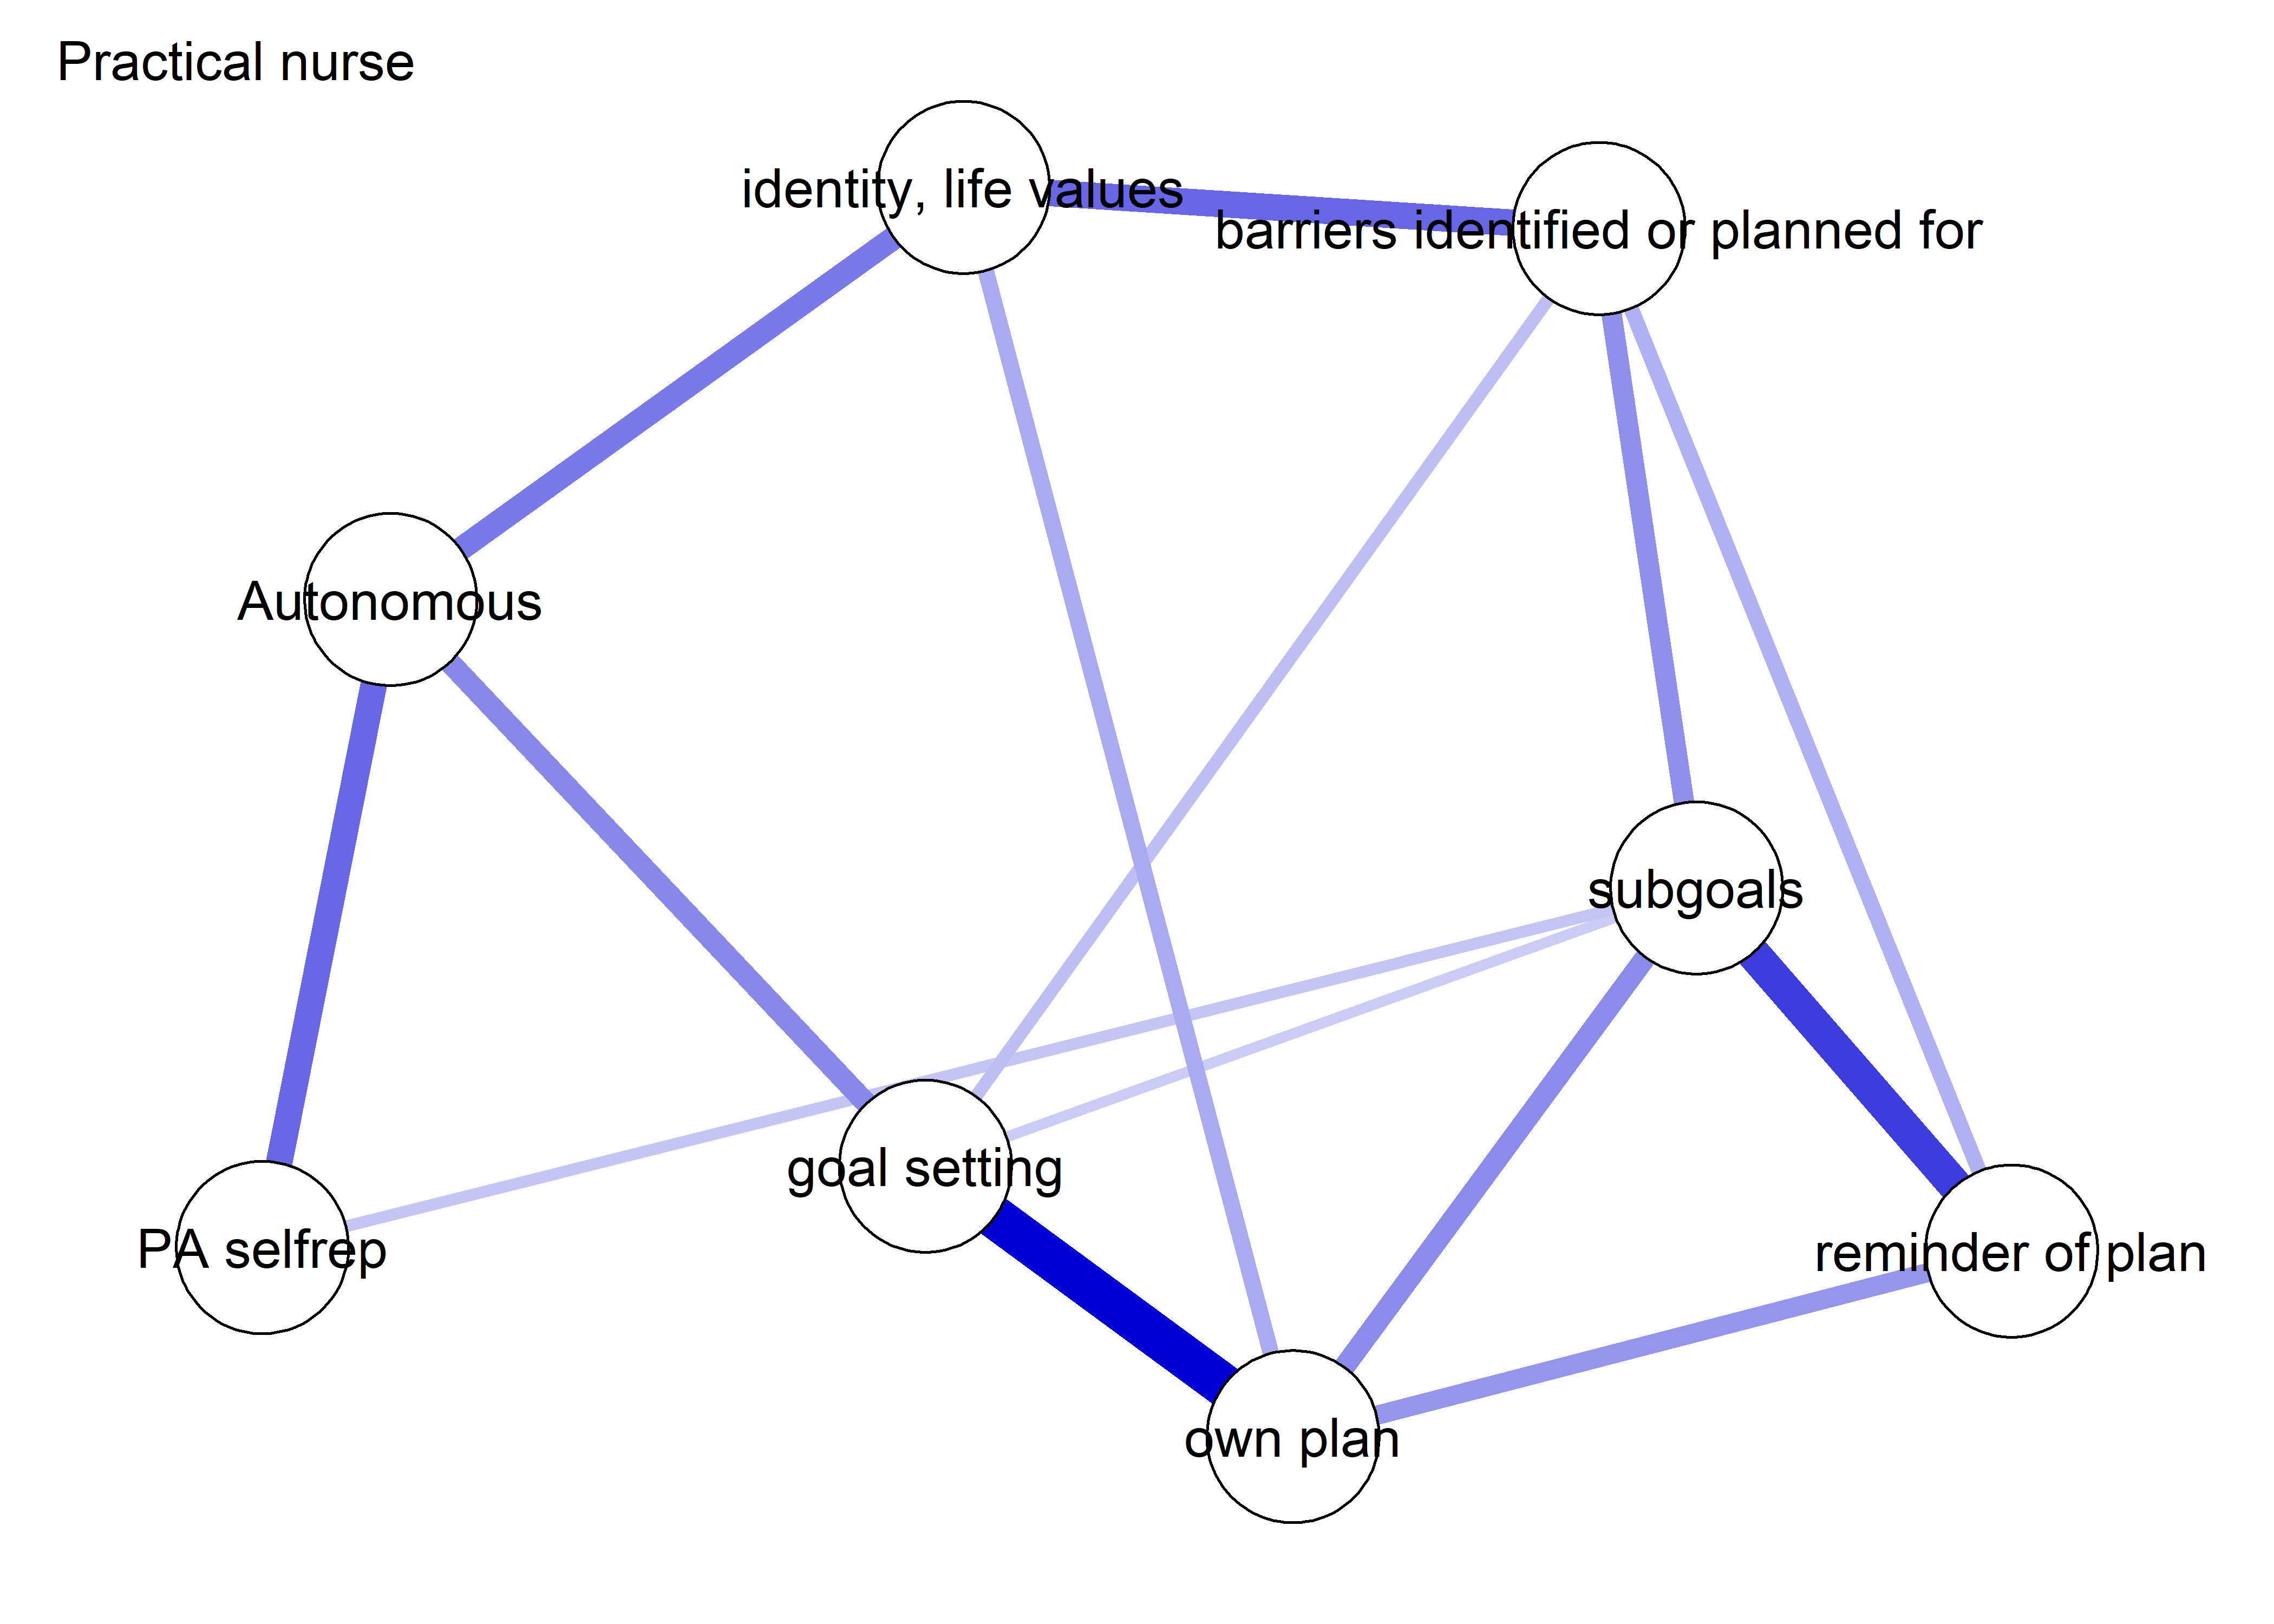 Practical nurse
identity, life values
barriers identified or planned for
Autonomous
subgoals
goal setting
PA selfrep
reminder of plan
own plan